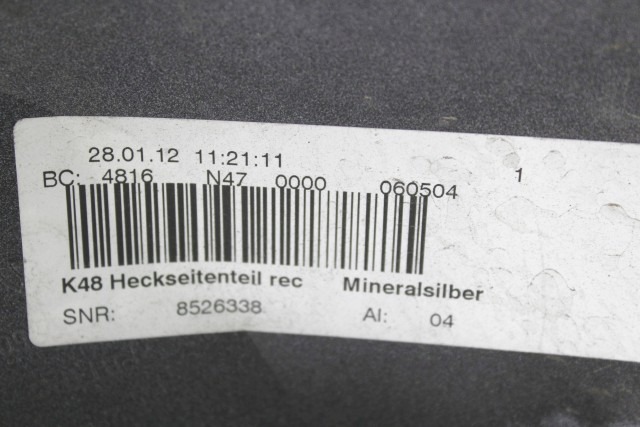 28.01.12 11:21:11
1
BC: 4816 N47 0000 060504
K48 Heckseitenteil rec Mineralsilber
SNR: 8526338 AI: 04